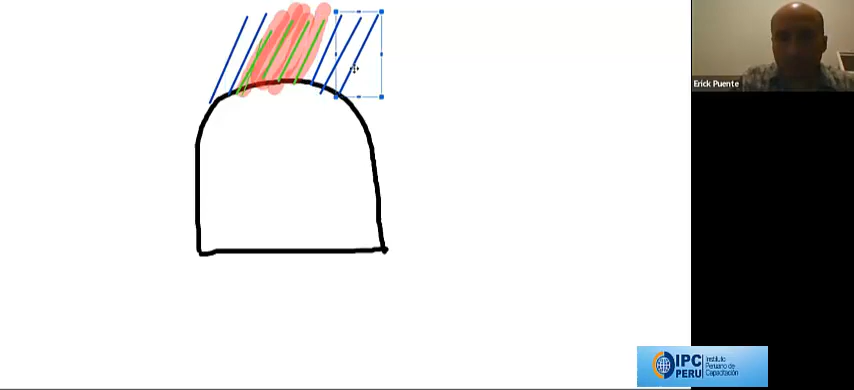 Erick Puente
IPC
PERU
Instituto
Peruano de
Capacitación